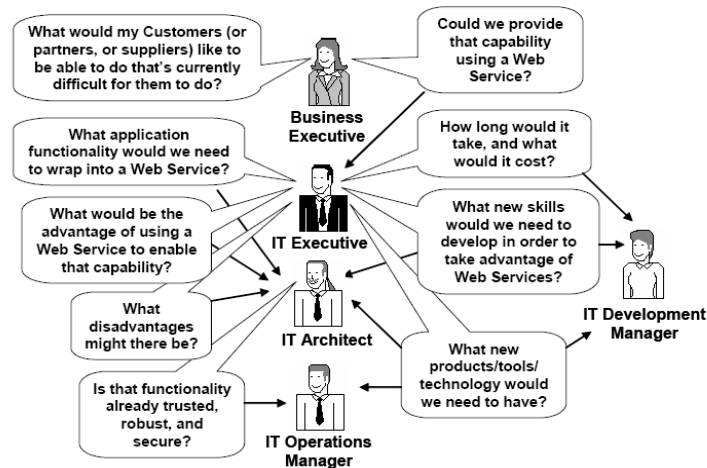 What would my Customers (or
partners, or suppliers) like to
be able to do that's currently
difficult for them to do?
Could we provide
that capability
using a Web
Service?
Business
Executive
What application
functionality would we need
to wrap into a Web Service?
How long would it
take, and what
would it cost?
What would be the
advantage of using a
Web Service to enable
that capability?
IT Executive
What new skills
would we need to
develop in order to
take advantage of
Web Services?
What
disadvantages
might there be?
IT Architect
IT Development
Manager
Is that functionality
already trusted,
robust, and
secure?
What new
products/tools/
technology would
we need to have?
IT Operations
Manager